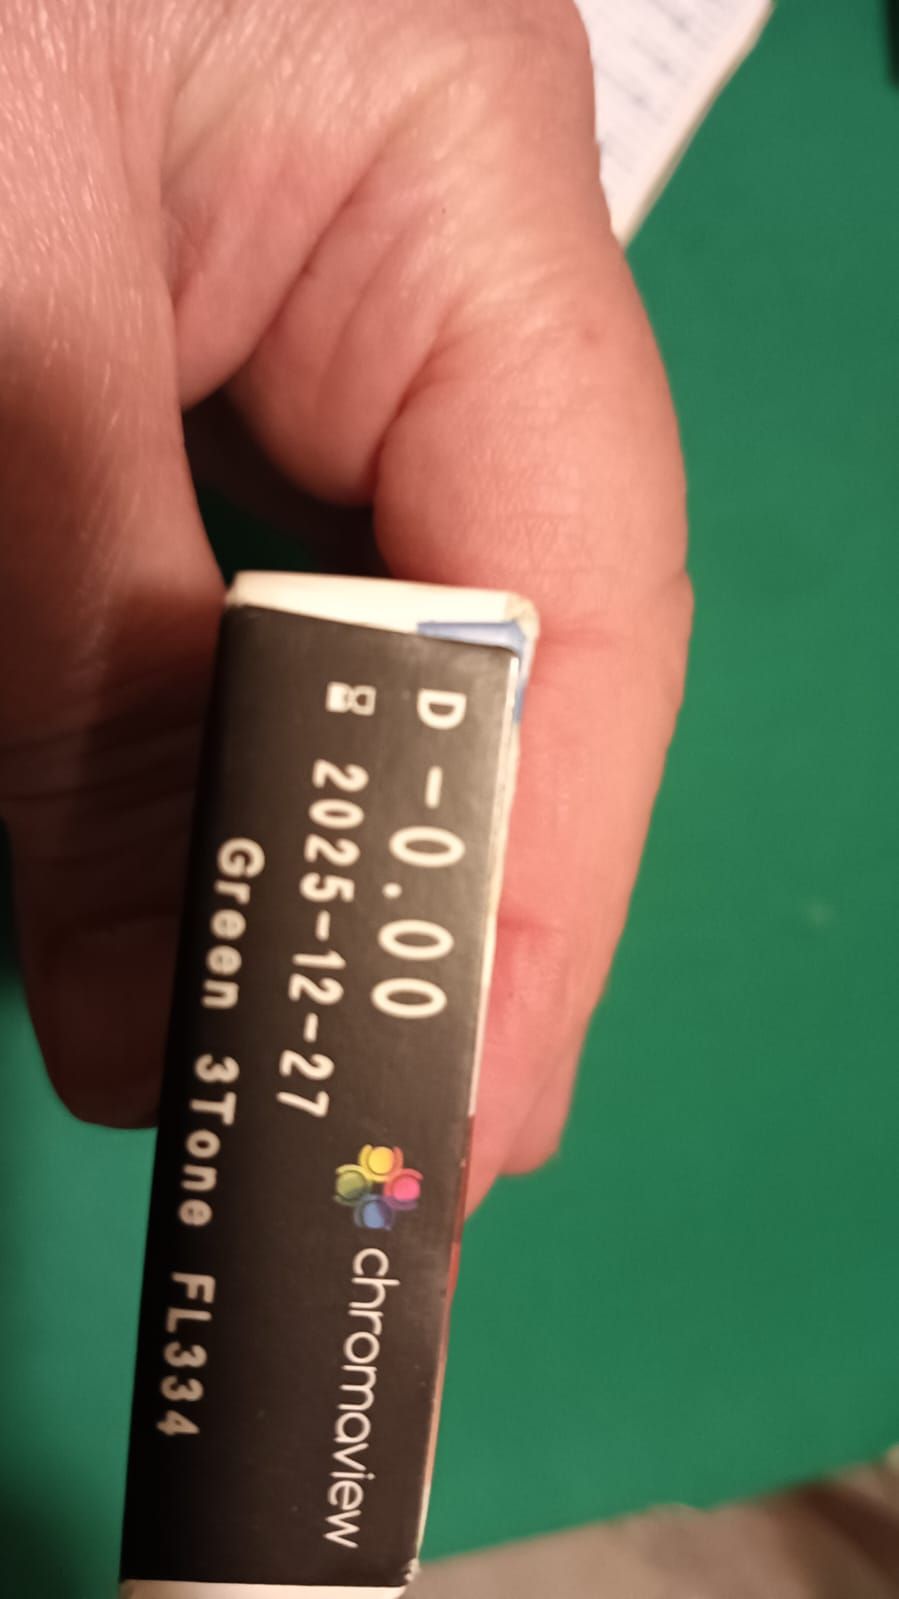 D -0.00
2025-12-27
Green 3Tone FL334
chromaview